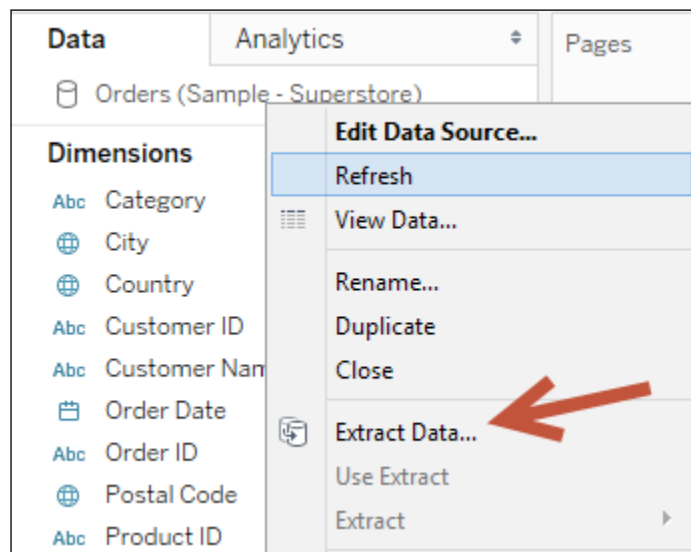 Data
Analytics
Pages
Orders (Sample - Superstore)
Dimensions
Abc Category
City
Country
Abc Customer ID
Abc Customer Nam
Order Date
Abc Order ID
Postal Code
Abc Product ID
Edit Data Source...
Refresh
View Data...
Rename...
Duplicate
Close
Extract Data...
Use Extract
Extract